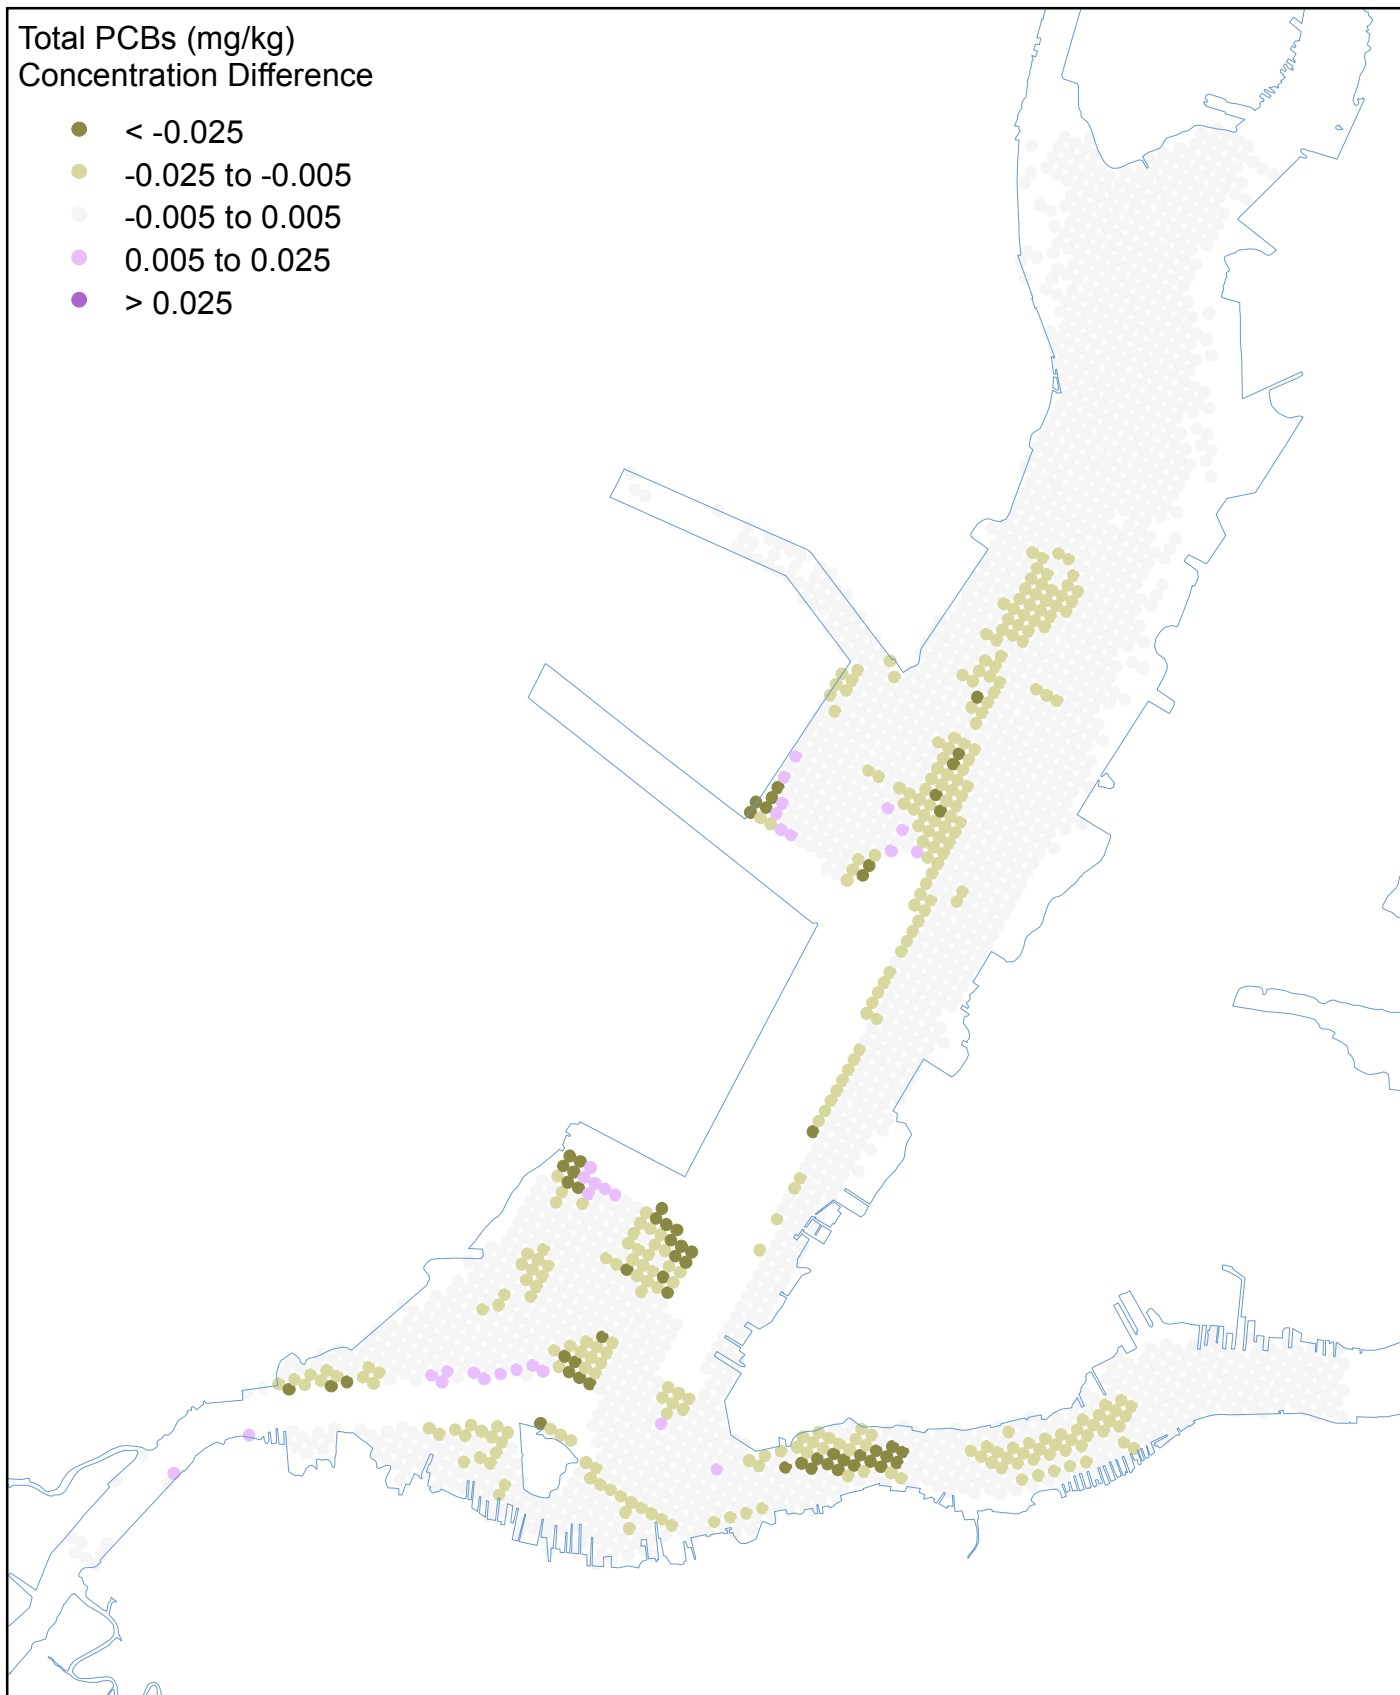 Total PCBs (mg/kg)
Concentration Difference
< -0.025
-0.025 to -0.005
-0.005 to 0.005
0.005 to 0.025
> 0.025